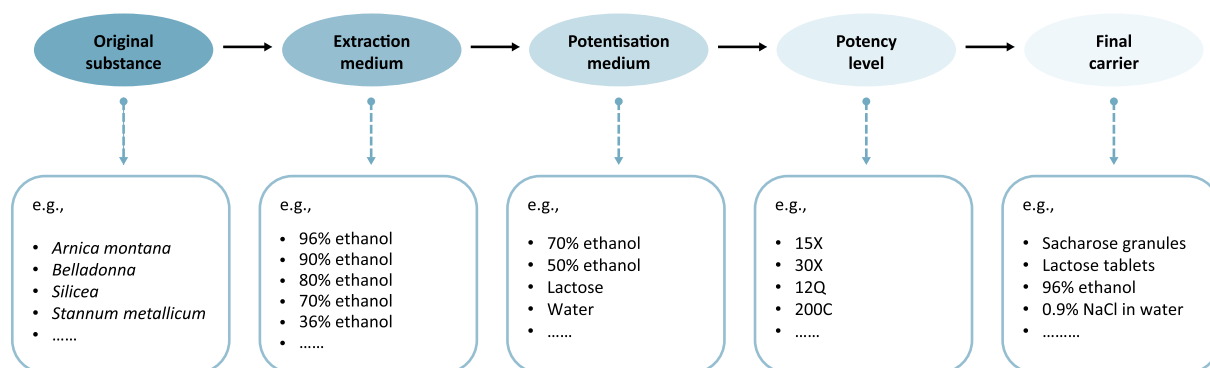 Original
substance
Extraction
medium
Potentisation
medium
Potency
level
Final
carrier
e.g.,
• Arnica montana
• Belladonna
• Silicea
• Stannum metallicum
• ……
e.g.,
• 96% ethanol
• 90% ethanol
• 80% ethanol
• 70% ethanol
• 36% ethanol
• ……
e.g.,
• 70% ethanol
• 50% ethanol
• Lactose
• Water
• ……
e.g.,
• 15X
• 30X
• 12Q
• 200C
• ……
e.g.,
• Sacharose granules
• Lactose tablets
• 96% ethanol
• 0.9% NaCl in water
• ………